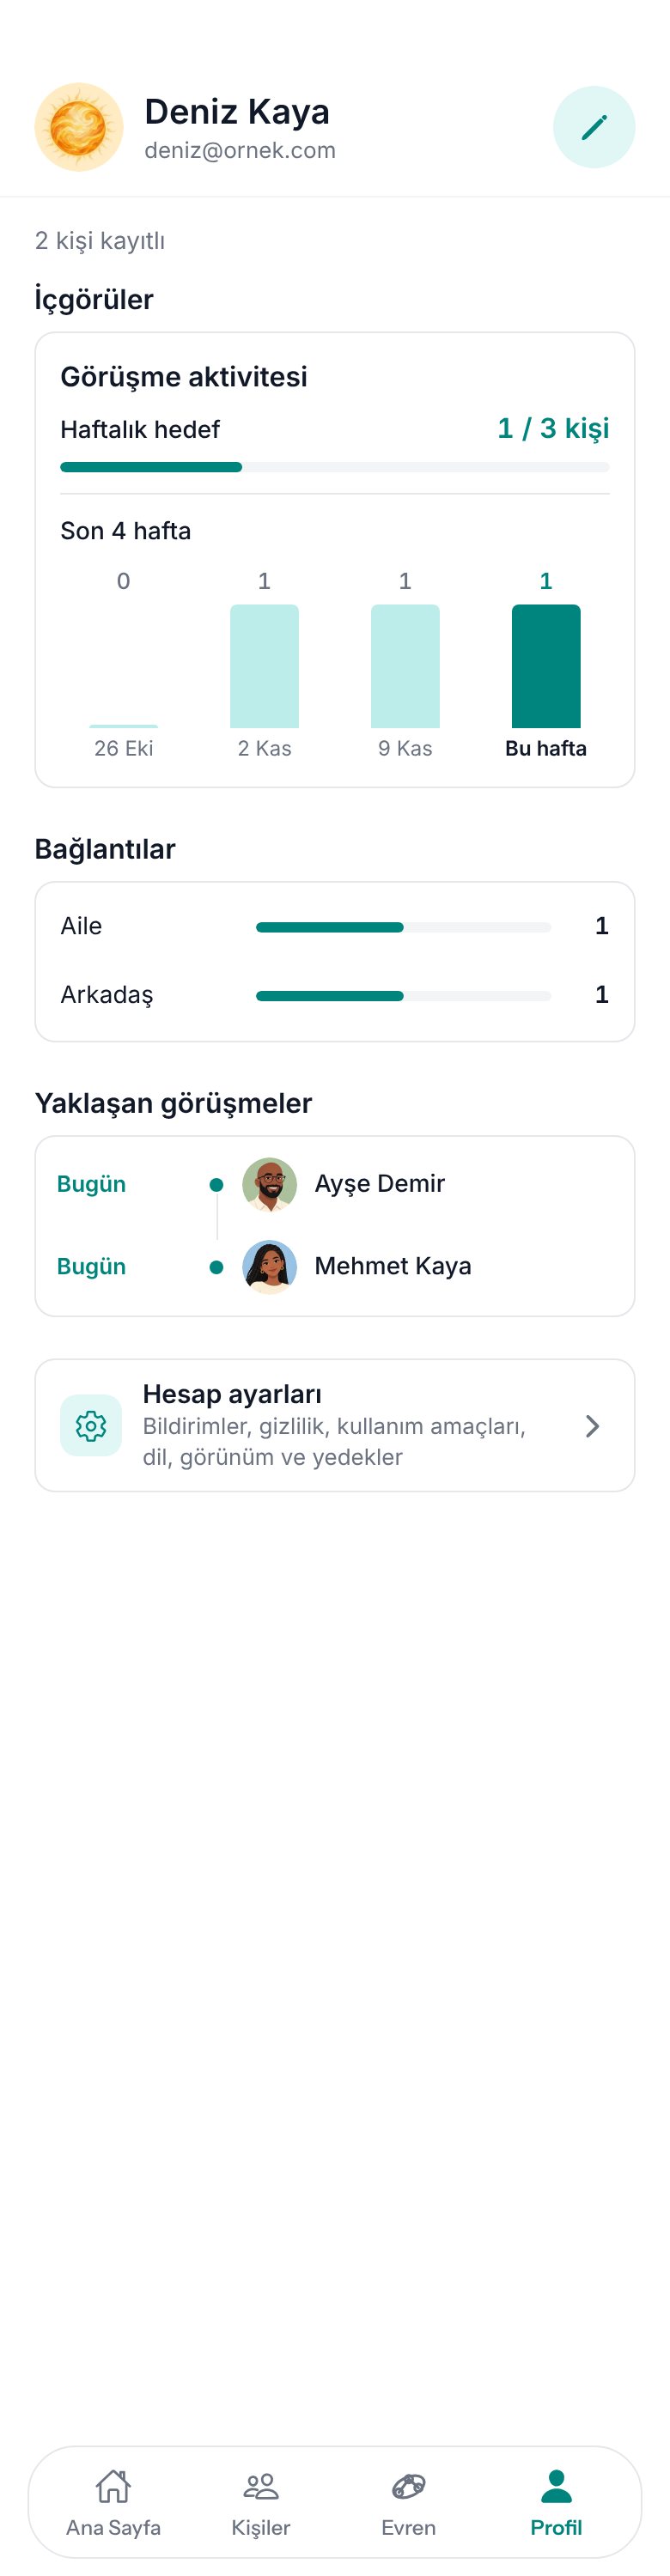 Deniz Kaya
deniz@ornek.com
2 kişi kayıtlı
İçgörüler
Görüşme aktivitesi
Haftalık hedef 1 / 3 kişi
Son 4 hafta
0 1 1 1
26 Eki 2 Kas 9 Kas Bu hafta
Bağlantılar
Aile 1
Arkadaş 1
Yaklaşan görüşmeler
Bugün Ayşe Demir
Bugün Mehmet Kaya
Hesap ayarları
Bildirimler, gizlilik, kullanım amaçları,
dil, görünüm ve yedekler
Ana Sayfa Kişiler Evren Profil